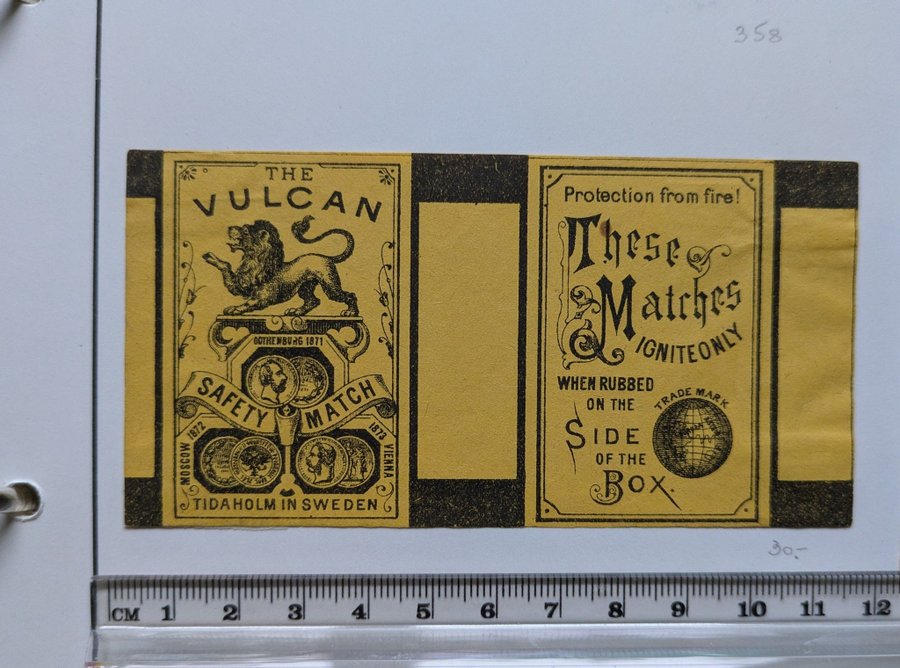 358
THE
VULCAN
GOTHENBURG 1871
SAFETY MATCH
MOSCOW 1872
1873 VIENNA
TIDAHOLM IN SWEDEN
Protection from fire!
These
Matches
IGNITE ONLY
WHEN RUBBED
ON THE
SIDE
OF THE
BOX.
TRADE MARK
30.-
CM 1 2 3 4 5 6 7 8 9 10 11 12